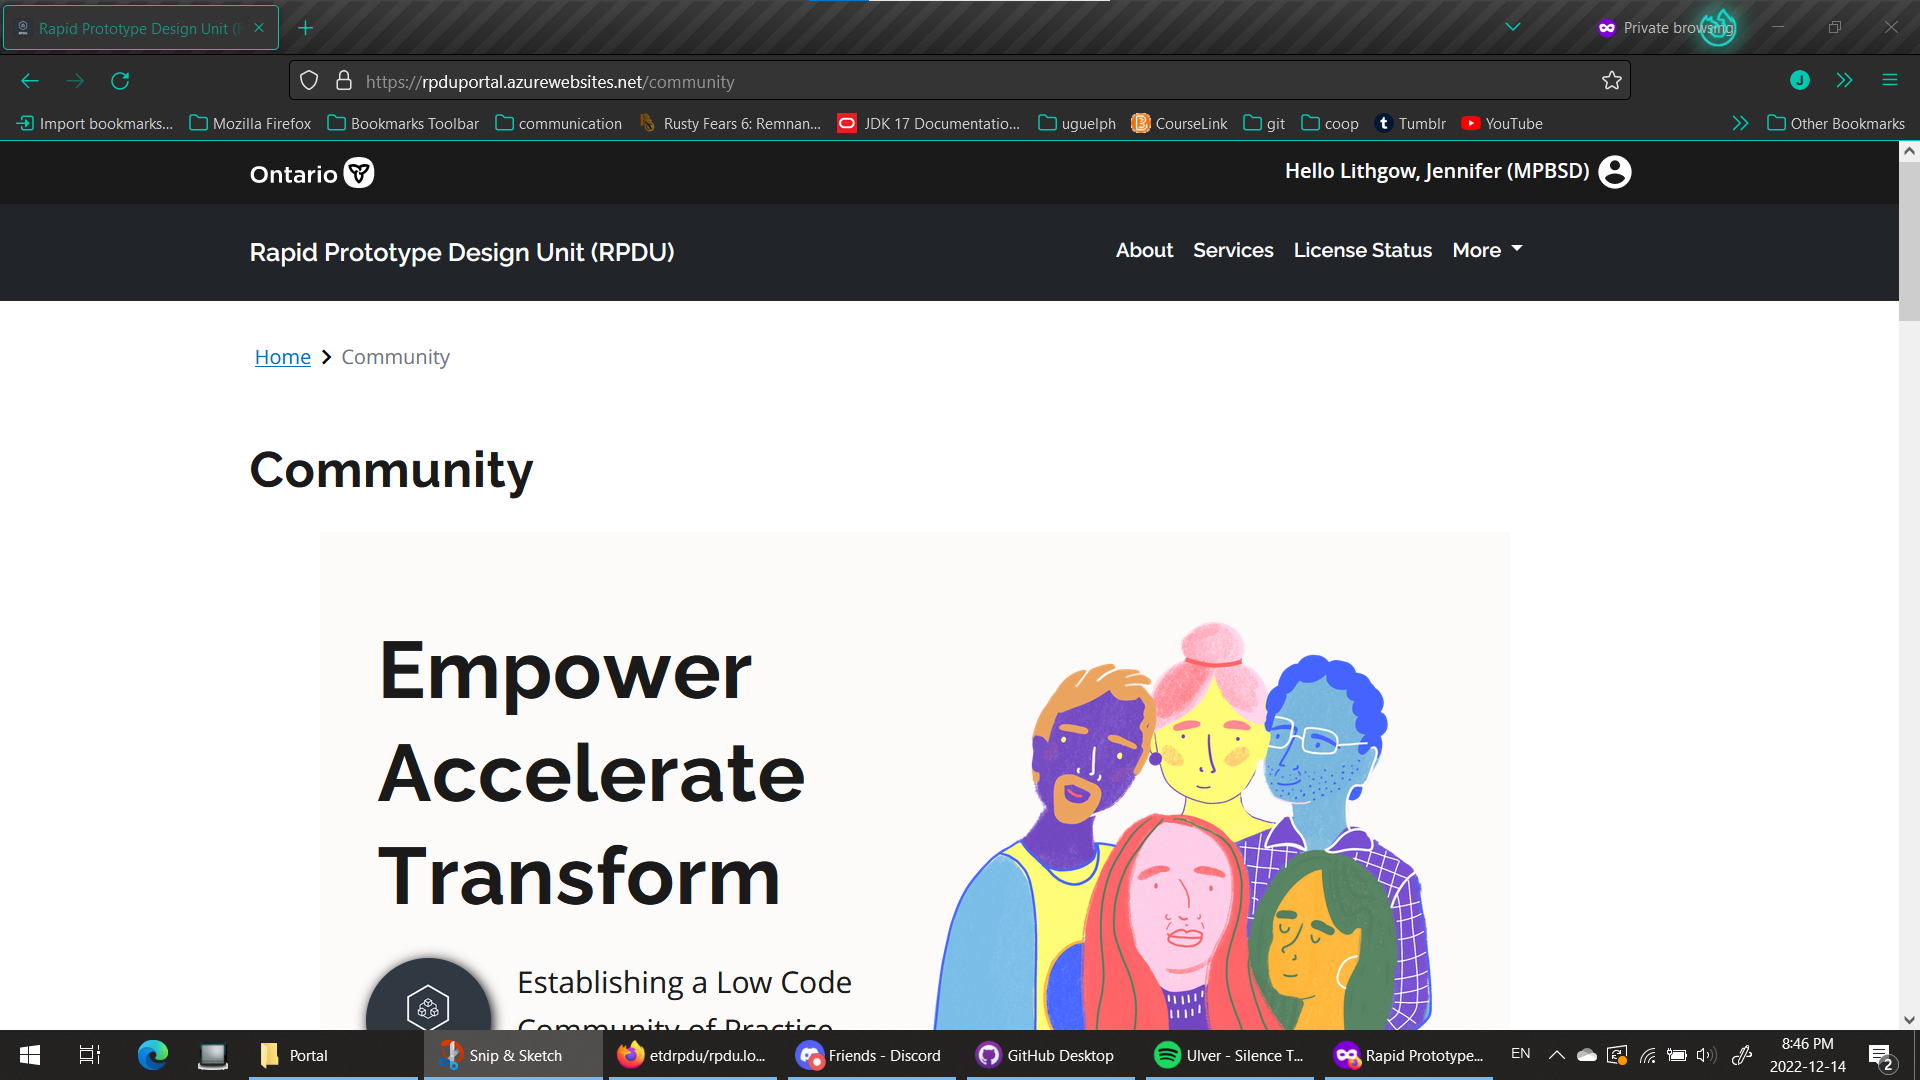 Rapid Prototype Design Unit (
Private browsing
https://rpduportal.azurewebsites.net/community
J
Import bookmarks... Mozilla Firefox Bookmarks Toolbar communication Rusty Fears 6: Remnan... JDK 17 Documentatio... uguelph CourseLink git coop Tumblr YouTube Other Bookmarks
Ontario Hello Lithgow, Jennifer (MPBSD)
Rapid Prototype Design Unit (RPDU) About Services License Status More
Home Community
Community
Empower
Accelerate
Transform
Establishing a Low Code
Community of Practice
Portal Snip & Sketch etdrpdu/rpdu.lo... Friends - Discord GitHub Desktop Ulver - Silence T... Rapid Prototype... EN 8:46 PM
2022-12-14 2